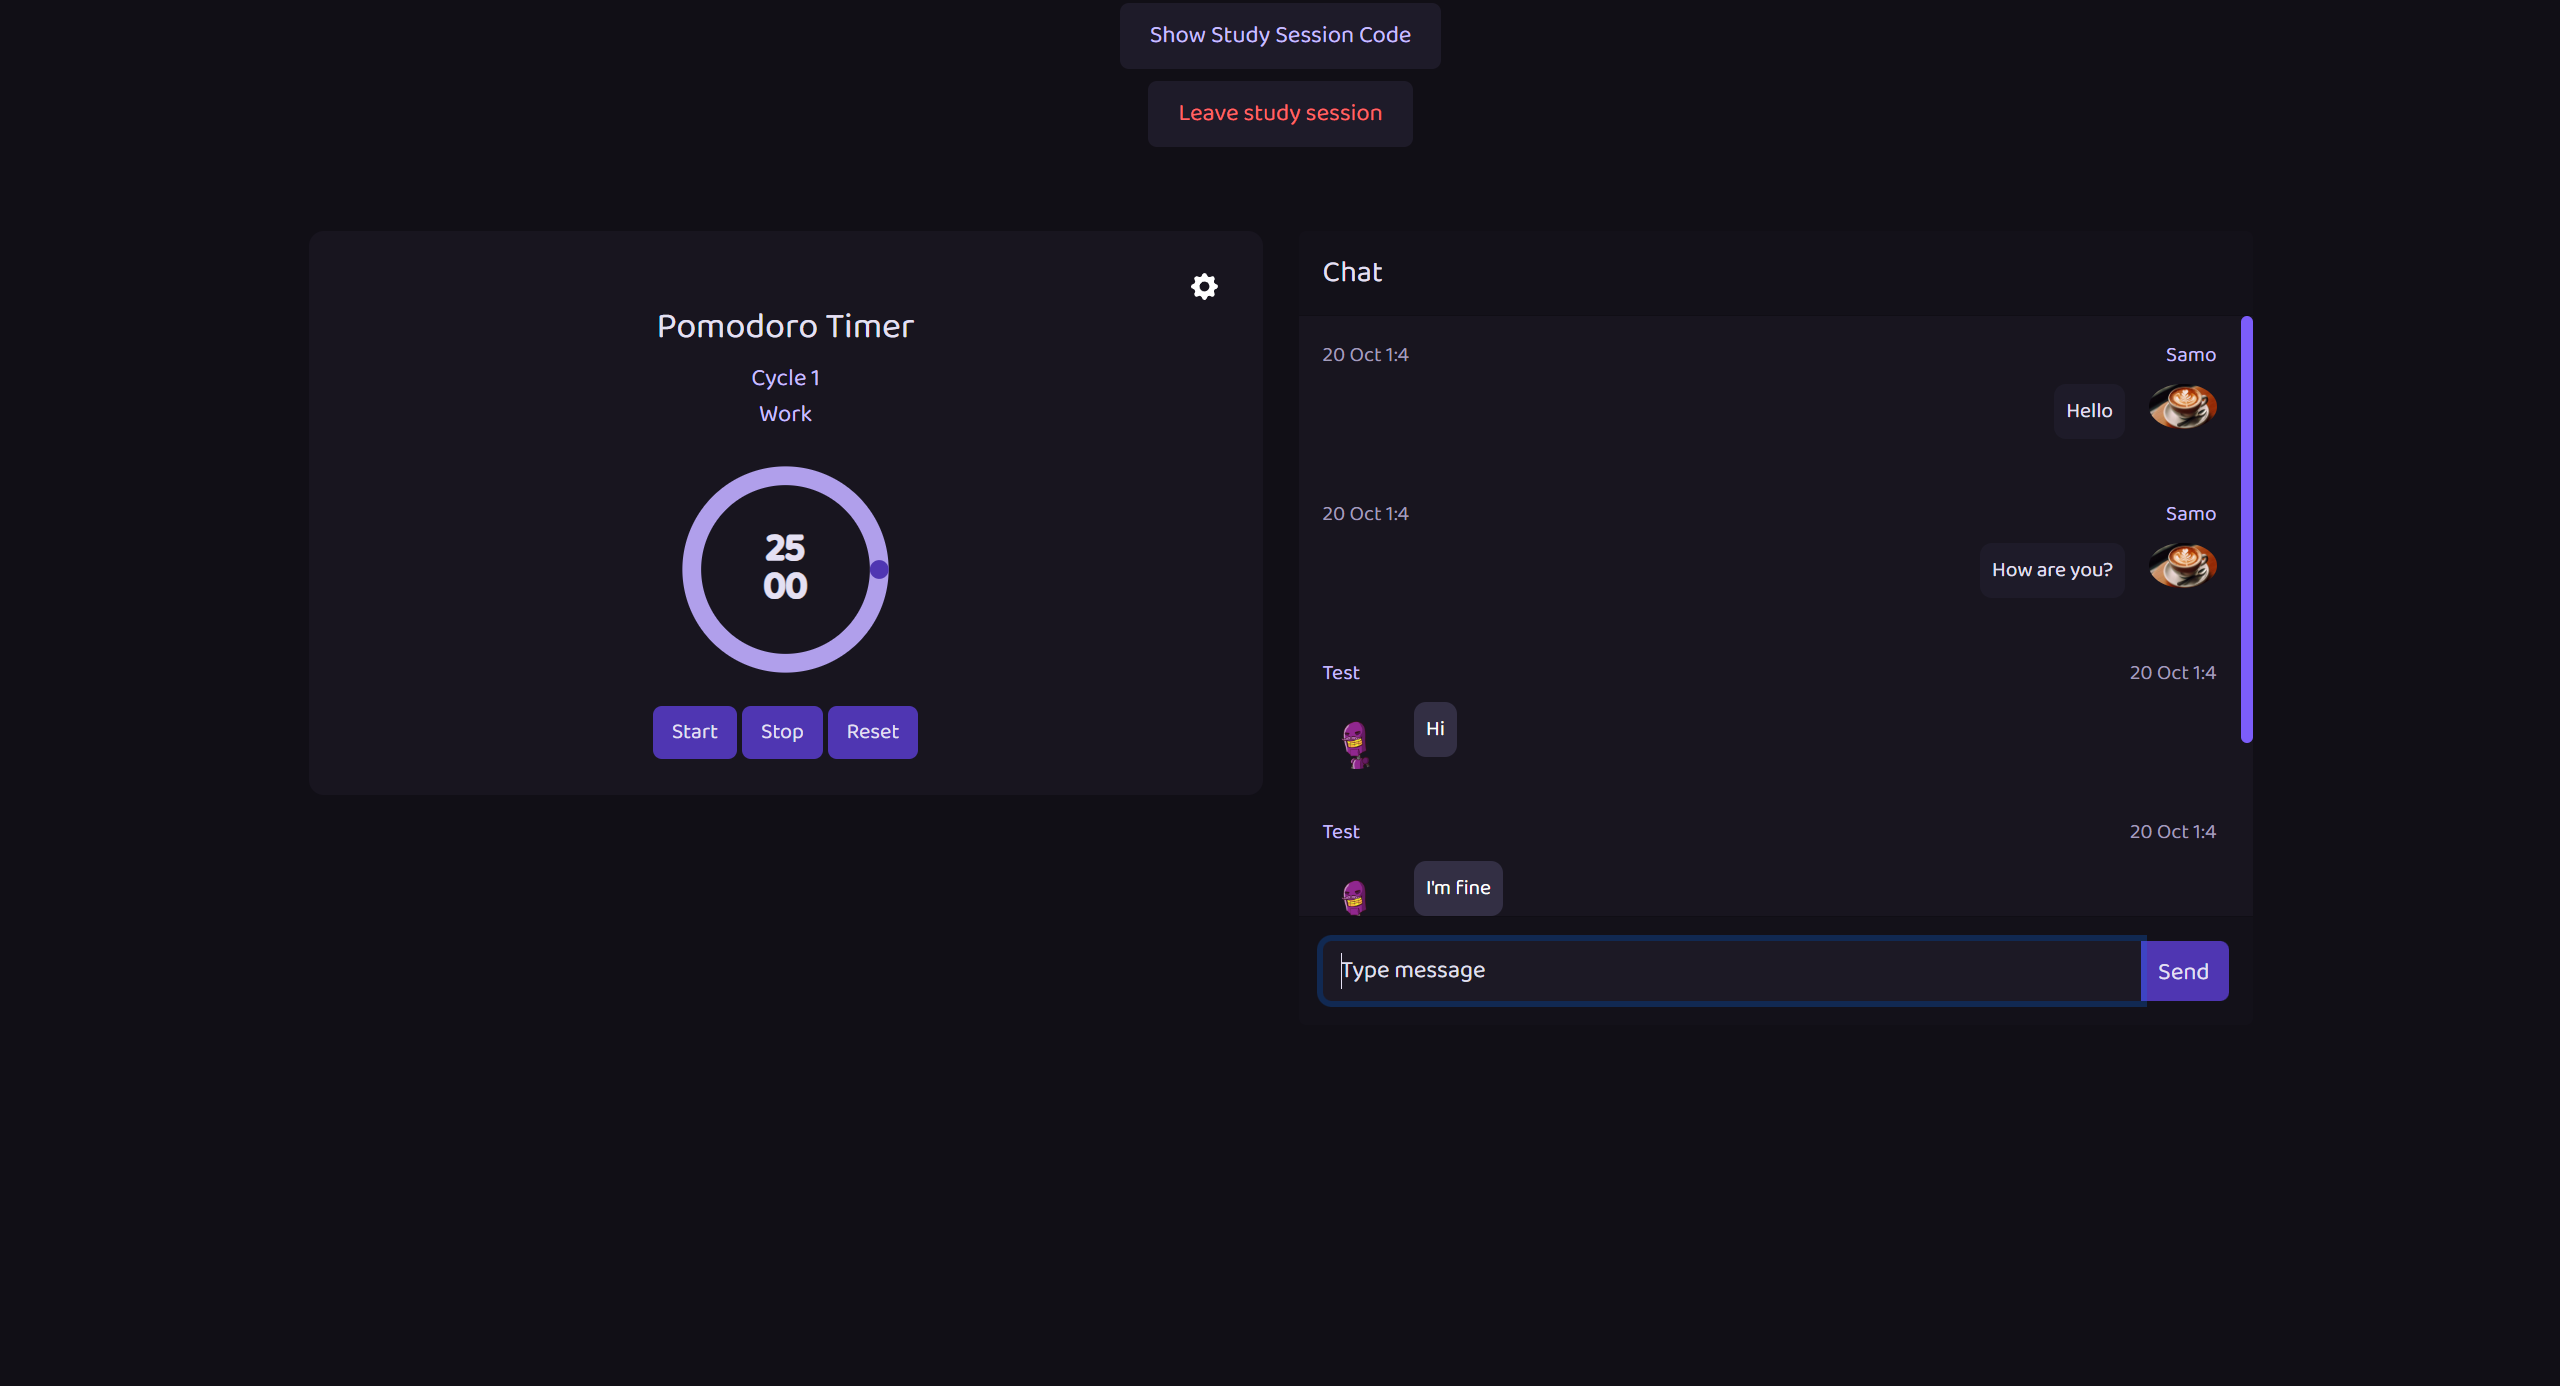 Show Study Session Code
Leave study session
Pomodoro Timer
Cycle 1
Work
25
00
Start Stop Reset
Chat
20 Oct 1:4 Samo
Hello
20 Oct 1:4 Samo
How are you?
Test 20 Oct 1:4
Hi
Test 20 Oct 1:4
I'm fine
Type message Send